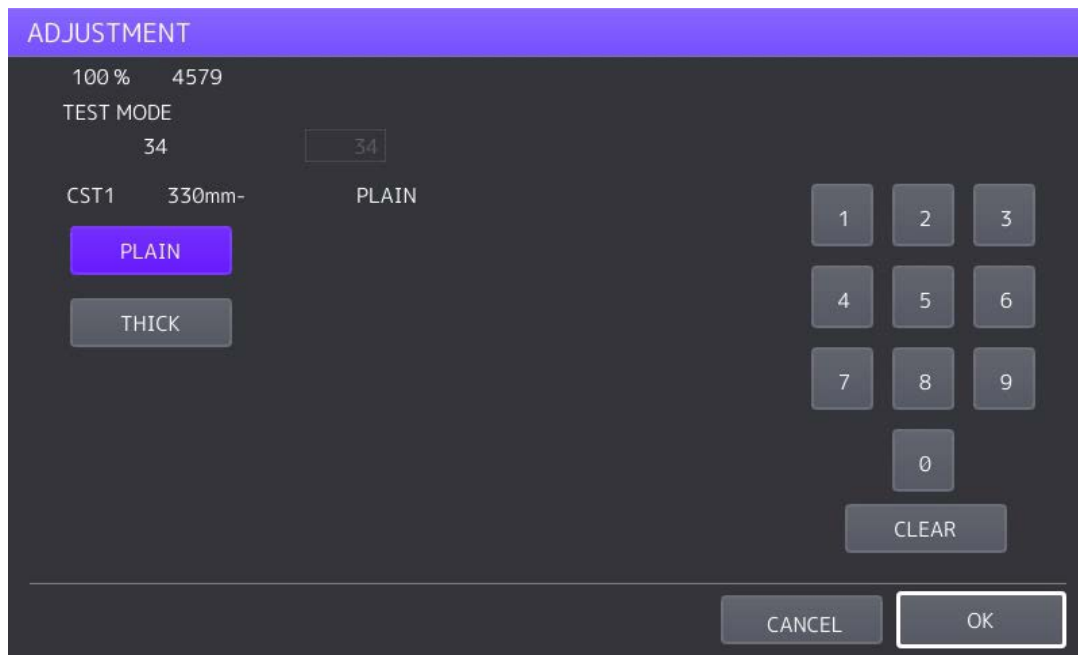 ADJUSTMENT
100 % 4579
TEST MODE
34 34
CST1 330mm- PLAIN
PLAIN
THICK
1 2 3
4 5 6
7 8 9
0
CLEAR
CANCEL OK